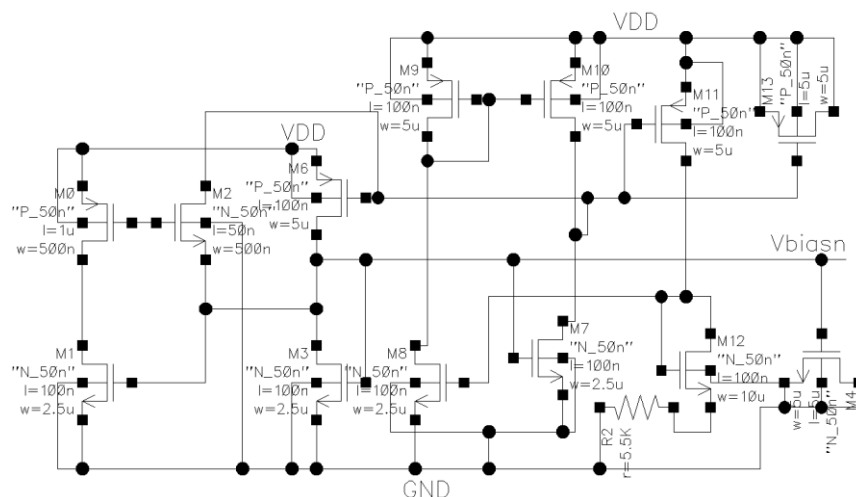 VDD
M9
"P_50n"
l=100n
w=5u
M10
"P_50n"
l=100n
w=5u
M11
"P_50n"
l=100n
w=5u
M13
"P_50n"
l=5u
w=5u
VDD
M0
"P_50n"
l=1u
w=500n
M2
"N_50n"
l=50n
w=500n
M6
"P_50n"
l=100n
w=5u
Vbiasn
M1
"N_50n"
l=100n
w=2.5u
M3
"N_50n"
l=100n
w=2.5u
M8
"N_50n"
l=100n
w=2.5u
M7
"N_50n"
l=100n
w=2.5u
M12
"N_50n"
l=100n
w=10u
M4
"N_50n"
l=5u
w=5u
R2
r=5.5K
GND